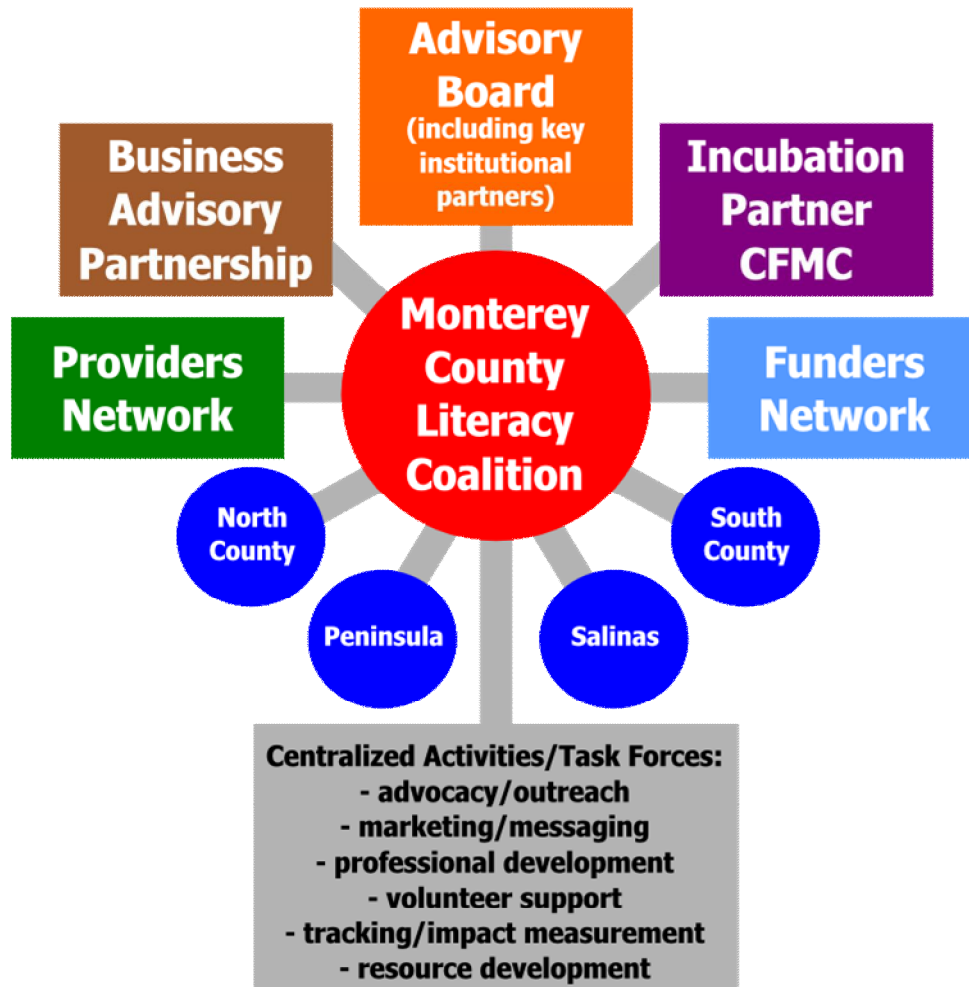 Advisory
Board
(including key
institutional
partners)
Business
Advisory
Partnership
Incubation
Partner
CFMC
Monterey
County
Literacy
Coalition
Providers
Network
Funders
Network
North
County
South
County
Peninsula
Salinas
Centralized Activities/Task Forces:
- advocacy/outreach
- marketing/messaging
- professional development
- volunteer support
- tracking/impact measurement
- resource development